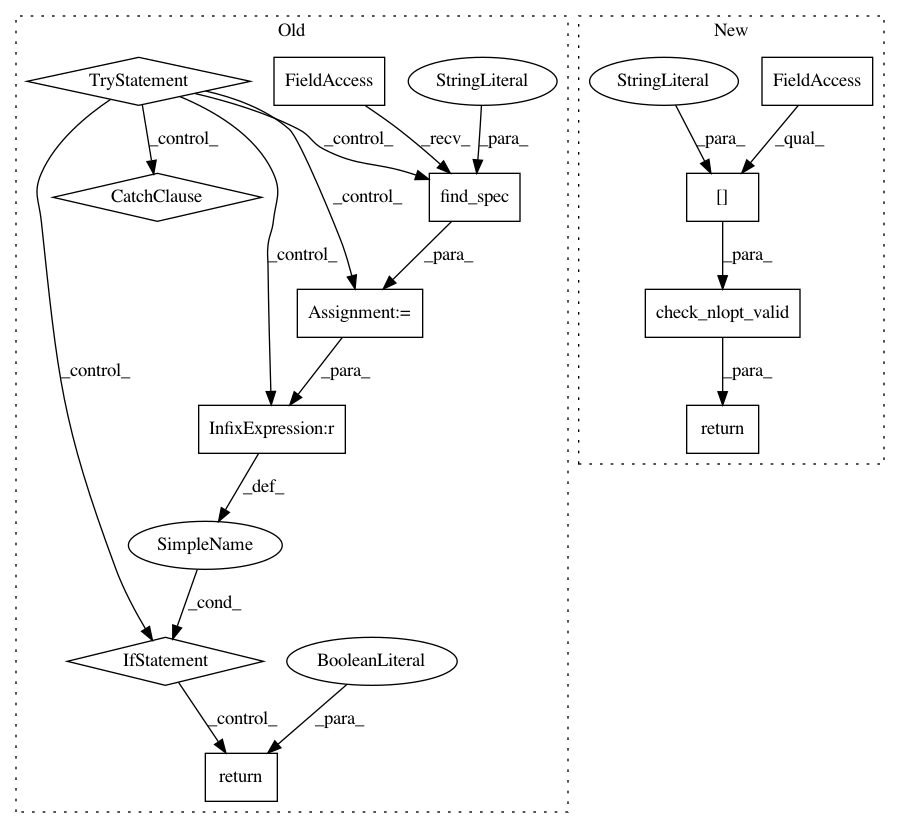 Old
New
TryStatement
FieldAccess
StringLiteral
StringLiteral
FieldAccess
_control_
_control_
_recv_
_para_
_para_
_qual_
CatchClause
_control_
find_spec
[]
_control_
_para_
_para_
Assignment:=
check_nlopt_valid
_control_
_para_
_para_
InfixExpression:r
return
_def_
SimpleName
_cond_
IfStatement
BooleanLiteral
_control_
_para_
return